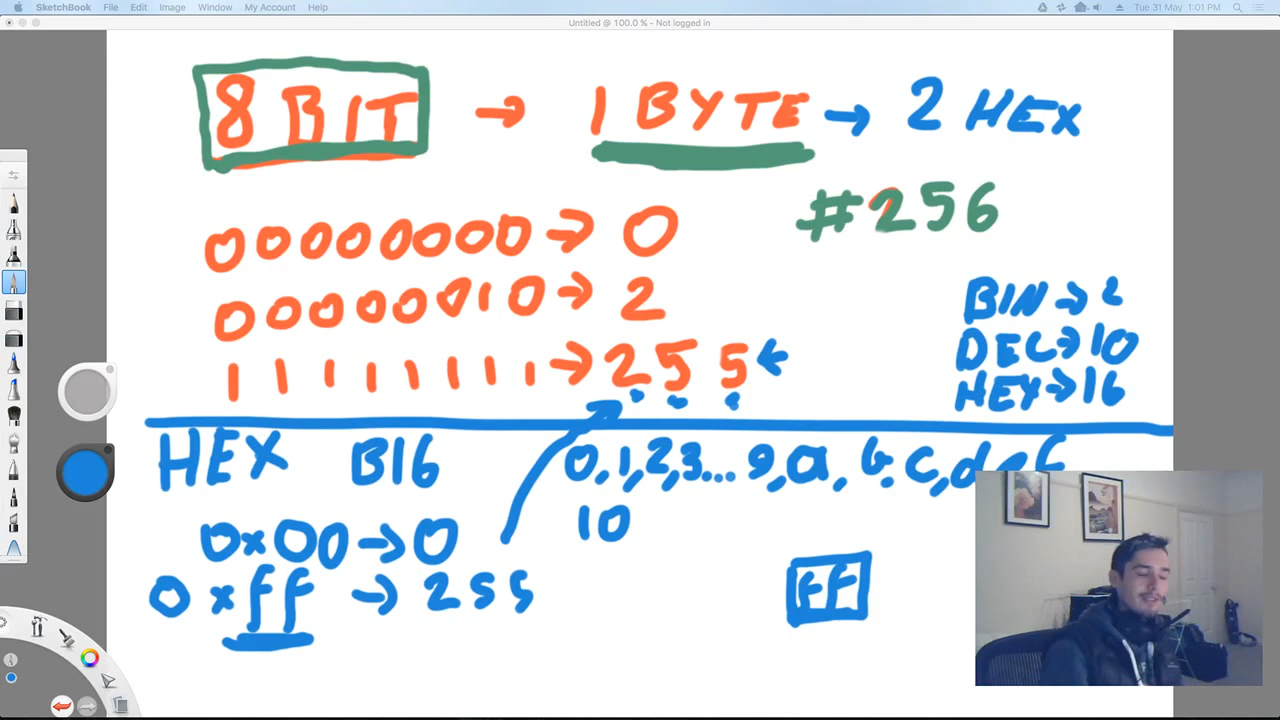 SketchBook File Edit Image Window My Account Help Tue 31 May 1:01 PM
Untitled @ 100.0 % - Not logged in
8 BIT → 1 BYTE → 2 HEX
#256
00000000 → 0
00000010 → 2
11111111 → 255 ←
BIN → 2
DEC → 10
HEX → 16
HEX B16 0,1,2,3... 9,a, b, c, d, e f
10
0x00 → 0
0xff → 255
FF